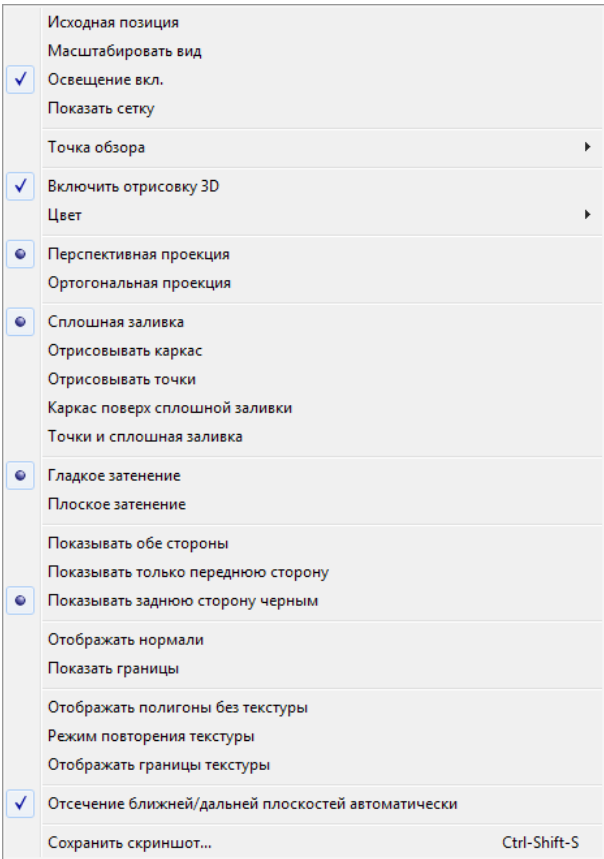 Исходная позиция
Масштабировать вид
Освещение вкл.
Показать сетку
Точка обзора
Включить отрисовку 3D
Цвет
Перспективная проекция
Ортогональная проекция
Сплошная заливка
Отрисовывать каркас
Отрисовывать точки
Каркас поверх сплошной заливки
Точки и сплошная заливка
Гладкое затенение
Плоское затенение
Показывать обе стороны
Показывать только переднюю сторону
Показывать заднюю сторону черным
Отображать нормали
Показать границы
Отображать полигоны без текстуры
Режим повторения текстуры
Отображать границы текстуры
Отсечение ближней/дальней плоскостей автоматически
Сохранить скриншот... Ctrl-Shift-S